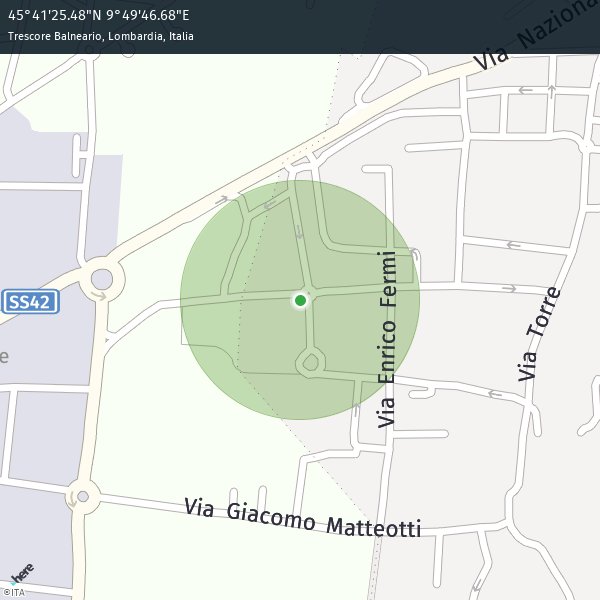 45°41'25.48"N 9°49'46.68"E
Trescore Balneario, Lombardia, Italia
Via Naziona
SS42
Via Enrico Fermi
Via Torre
e
Via Giacomo Matteotti
here
©ITA